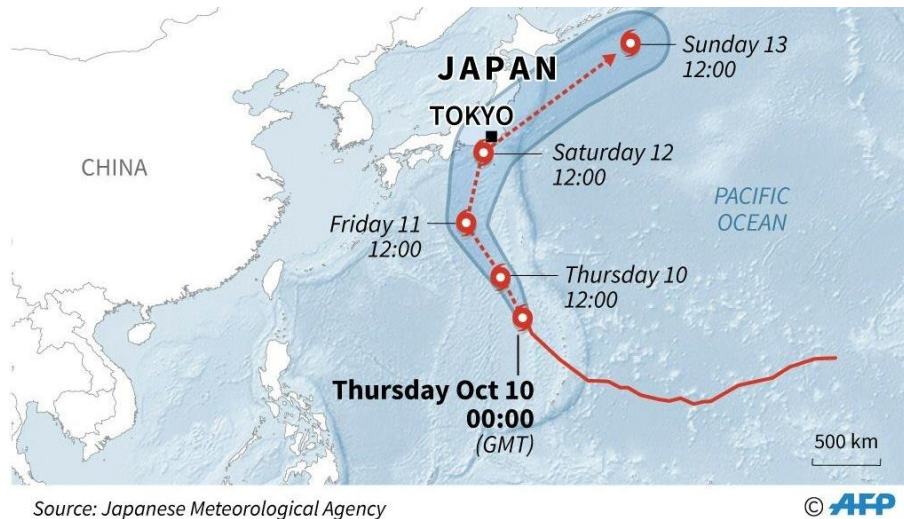 Sunday 13
12:00
JAPAN
TOKYO
CHINA
Saturday 12
12:00
PACIFIC
OCEAN
Friday 11
12:00
Thursday 10
12:00
Thursday Oct 10
00:00
(GMT)
500 km
Source: Japanese Meteorological Agency
© AFP